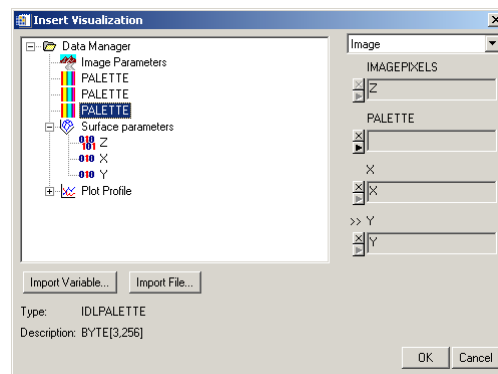 Insert Visualization
Data Manager
Image Parameters
PALETTE
PALETTE
PALETTE
Surface parameters
Z
X
Y
Plot Profile
Image
IMAGEPIXELS
Z
PALETTE
X
X
>> Y
Y
Import Variable...
Import File...
Type: IDLPALETTE
Description: BYTE[3,256]
OK
Cancel